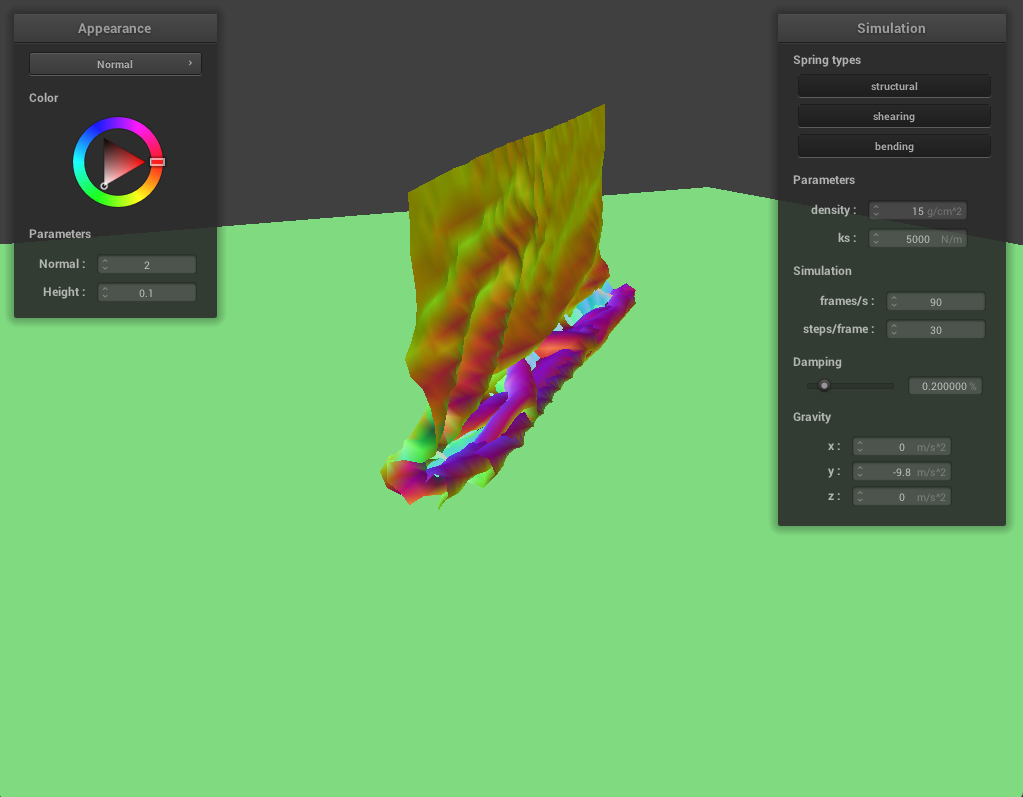 Appearance
Normal
Color
Parameters
Normal : 2
Height : 0.1
Simulation
Spring types
structural
shearing
bending
Parameters
density : 15 g/cm^2
ks : 5000 N/m
Simulation
frames/s : 90
steps/frame : 30
Damping
0.200000 %
Gravity
x : 0 m/s^2
y : -9.8 m/s^2
z : 0 m/s^2